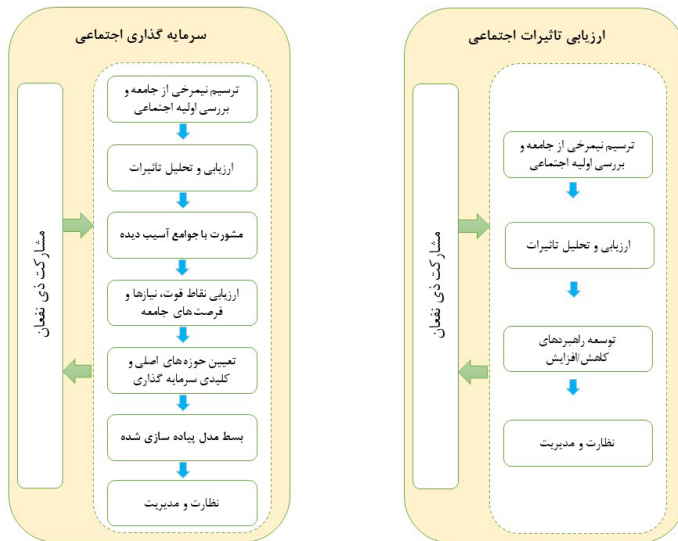 ارزیابی تاثیرات اجتماعی
ترسیم نیمرخی از جامعه و
بررسی اولیه اجتماعی
ارزیابی و تحلیل تاثیرات
توسعه راهبردهای
کاهش/افزایش
نظارت و مدیریت
مشارکت ذی نفعان
سرمایه گذاری اجتماعی
ترسیم نیمرخی از جامعه و
بررسی اولیه اجتماعی
ارزیابی و تحلیل تاثیرات
مشورت با جوامع آسیب دیده
ارزیابی نقاط قوت، نیازها و
فرصت‌های جامعه
تعیین حوزه‌های اصلی و
کلیدی سرمایه گذاری
بسط مدل پیاده سازی شده
نظارت و مدیریت
مشارکت ذی نفعان